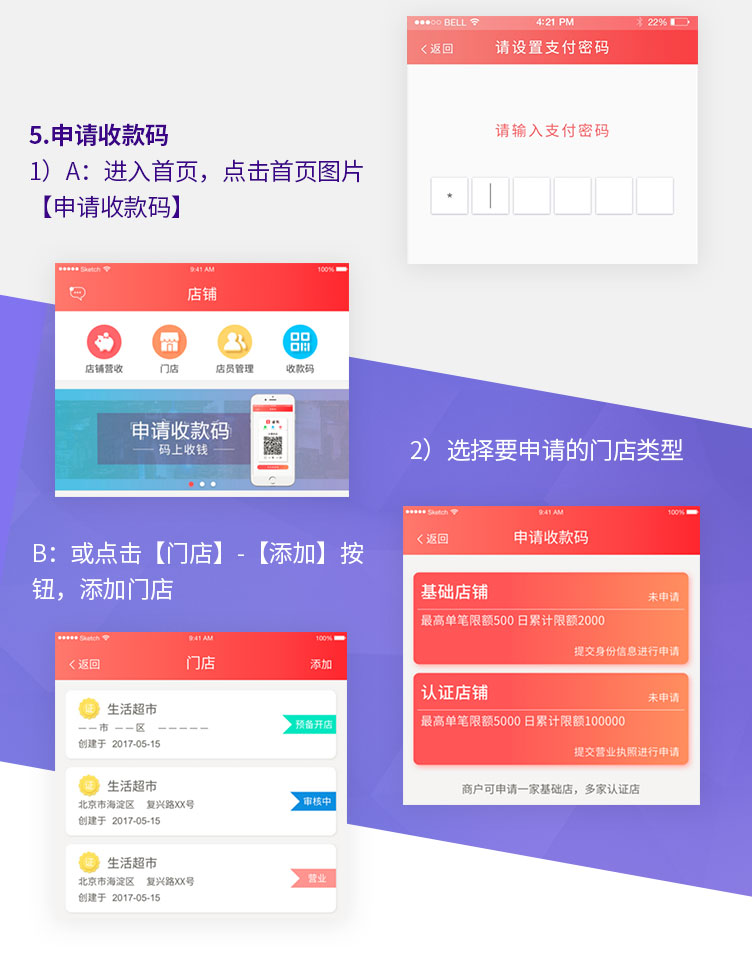 ●●●○○ BELL 4:21 PM 22%
返回 请设置支付密码
请输入支付密码
*
5.申请收款码
1）A：进入首页，点击首页图片
【申请收款码】
●●●●● Sketch 9:41 AM 100%
店铺
店铺营收 门店 店员管理 收款码
申请收款码
码上收钱
B：或点击【门店】-【添加】按
钮，添加门店
●●●●● Sketch 9:41 AM 100%
返回 门店 添加
证 生活超市
——市 ——区 —————
创建于 2017-05-15
预备开店
证 生活超市
北京市海淀区 复兴路XX号
创建于 2017-05-15
审核中
证 生活超市
北京市海淀区 复兴路XX号
创建于 2017-05-15
营业
2）选择要申请的门店类型
●●●●● Sketch 9:41 AM 100%
返回 申请收款码
基础店铺 未申请
最高单笔限额500 日累计限额2000
提交身份信息进行申请
认证店铺 未申请
最高单笔限额5000 日累计限额100000
提交营业执照进行申请
商户可申请一家基础店，多家认证店